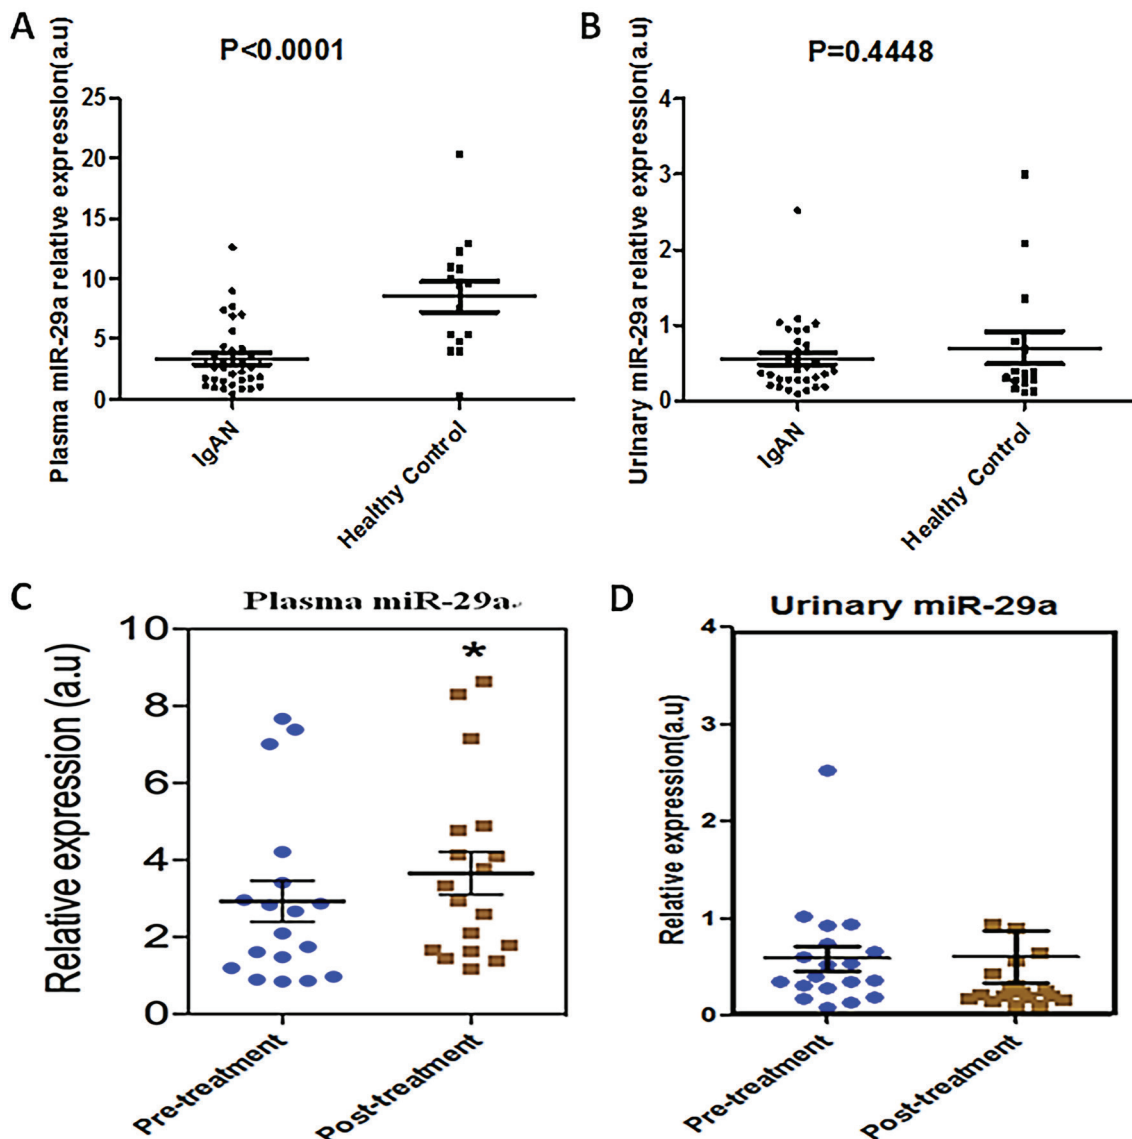 A
P<0.0001
Plasma miR-29a relative expression(a.u)
25
20
15
10
5
0
IgAN
Healthy Control
B
P=0.4448
Urinary miR-29a relative expression(a.u)
4
3
2
1
0
IgAN
Healthy Control
C
Plasma miR-29a
*
Relative expression (a.u)
10
8
6
4
2
0
Pre-treatment
Post-treatment
D
Urinary miR-29a
Relative expression(a.u)
4
3
2
1
0
Pre-treatment
Post-treatment